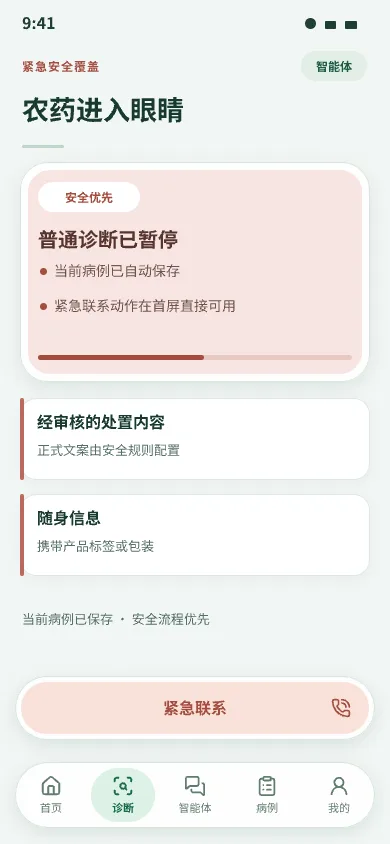 9:41
紧急安全覆盖
智能体
农药进入眼睛
安全优先
普通诊断已暂停
当前病例已自动保存
紧急联系动作在首屏直接可用
经审核的处置内容
正式文案由安全规则配置
随身信息
携带产品标签或包装
当前病例已保存 · 安全流程优先
紧急联系
首页
诊断
智能体
病例
我的